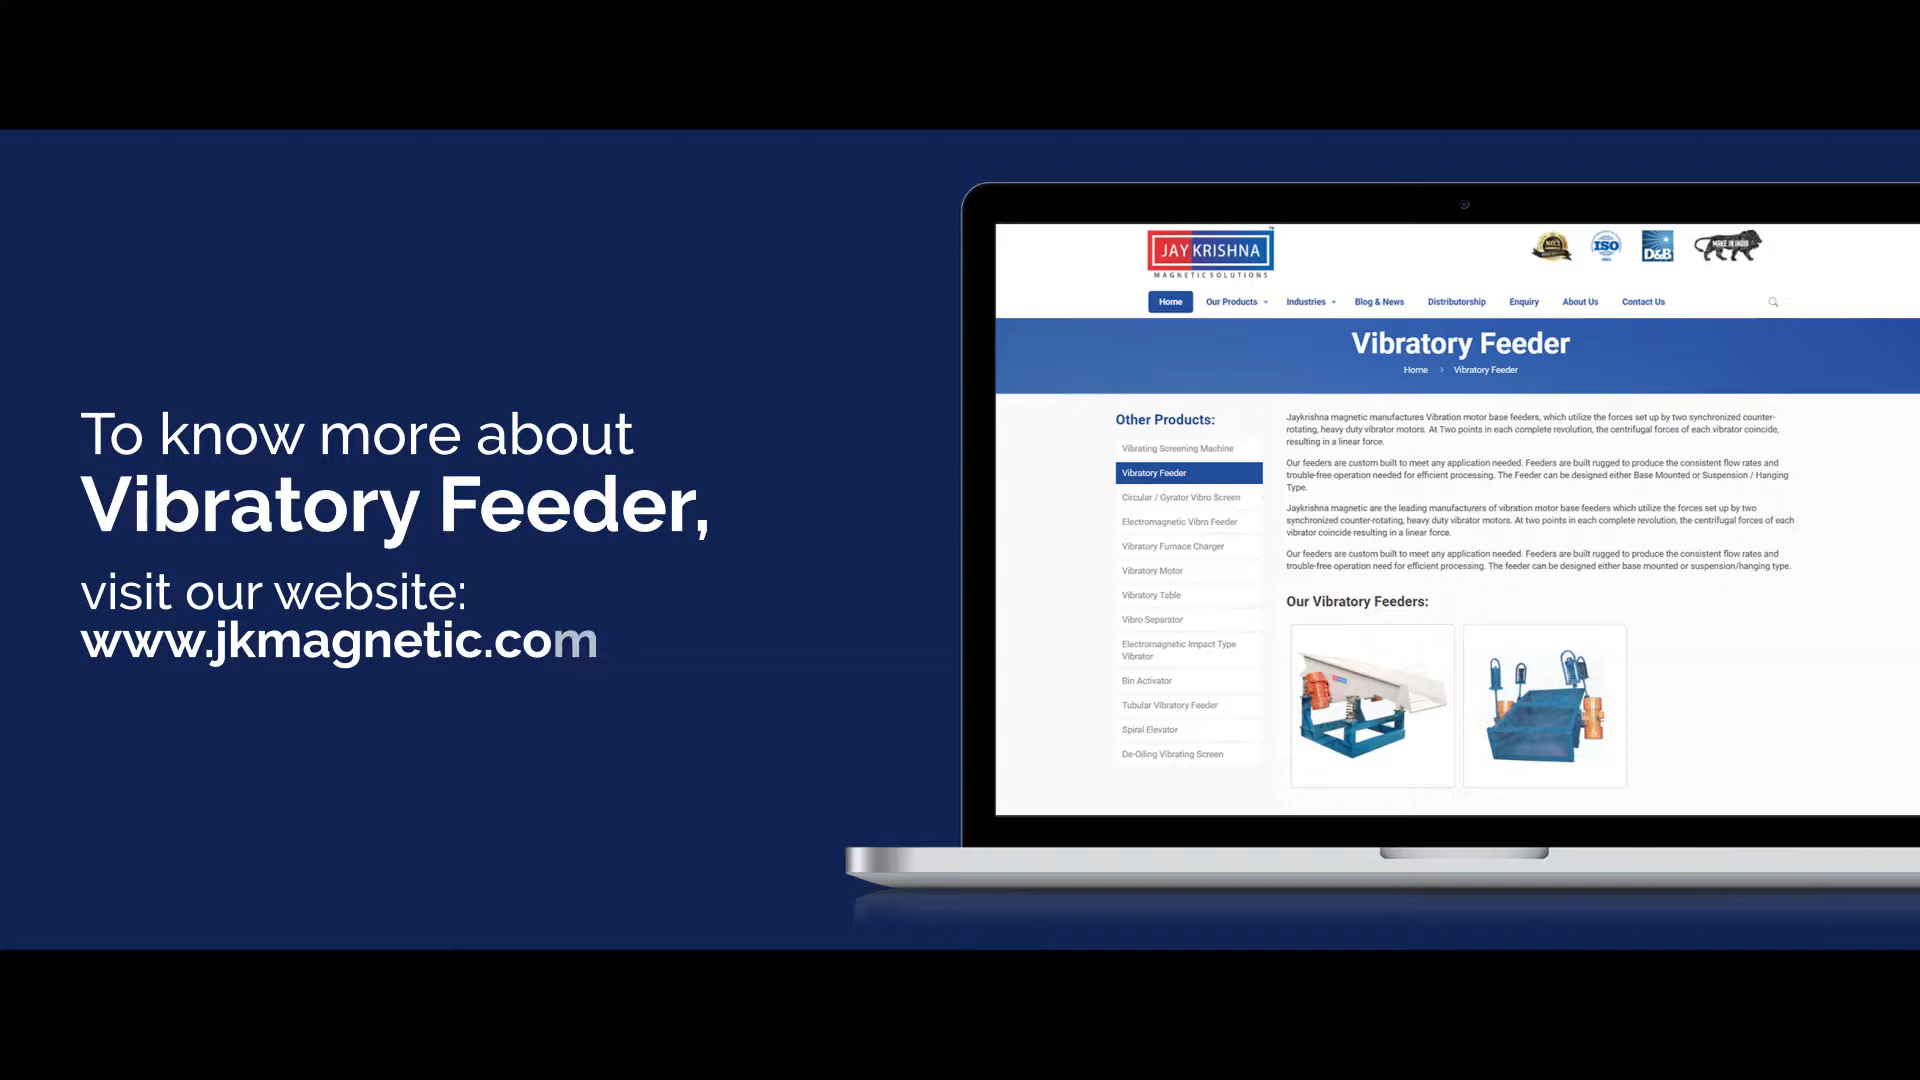 To know more about
Vibratory Feeder,
visit our website:
www.jkmagnetic.com
JAY KRISHNA
MAGNETIC SOLUTIONS
NO.1
ISO
D&B
MAKE IN INDIA
Home Our Products Industries Blog & News Distributorship Enquiry About Us Contact Us
Vibratory Feeder
Home > Vibratory Feeder
Other Products:
Vibrating Screening Machine
Vibratory Feeder
Circular / Gyrator Vibro Screen
Electromagnetic Vibro Feeder
Vibratory Furnace Charger
Vibratory Motor
Vibratory Table
Vibro Separator
Electromagnetic Impact Type
Vibrator
Bin Activator
Tubular Vibratory Feeder
Spiral Elevator
De-Oiling Vibrating Screen
Jaykrishna magnetic manufactures Vibration motor base feeders, which utilize the forces set up by two synchronized counter-
rotating, heavy duty vibrator motors. At Two points in each complete revolution, the centrifugal forces of each vibrator coincide,
resulting in a linear force.
Our feeders are custom built to meet any application needed. Feeders are built rugged to produce the consistent flow rates and
trouble-free operation needed for efficient processing. The Feeder can be designed either Base Mounted or Suspension / Hanging
Type.
Jaykrishna magnetic are the leading manufacturers of vibration motor base feeders which utilize the forces set up by two
synchronized counter-rotating, heavy duty vibrator motors. At two points in each complete revolution, the centrifugal forces of each
vibrator coincide resulting in a linear force.
Our feeders are custom built to meet any application needed. Feeders are built rugged to produce the consistent flow rates and
trouble-free operation need for efficient processing. The feeder can be designed either base mounted or suspension/hanging type.
Our Vibratory Feeders: